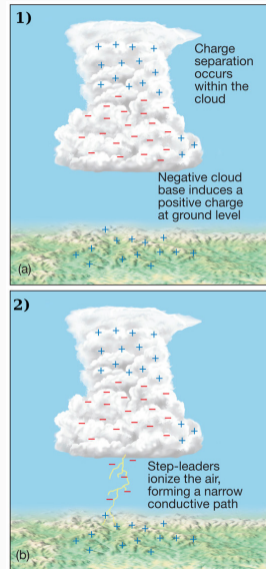 1)
Charge
separation
occurs
within the
cloud
Negative cloud
base induces a
positive charge
at ground level
(a)
2)
Step-leaders
ionize the air,
forming a narrow
conductive path
(b)